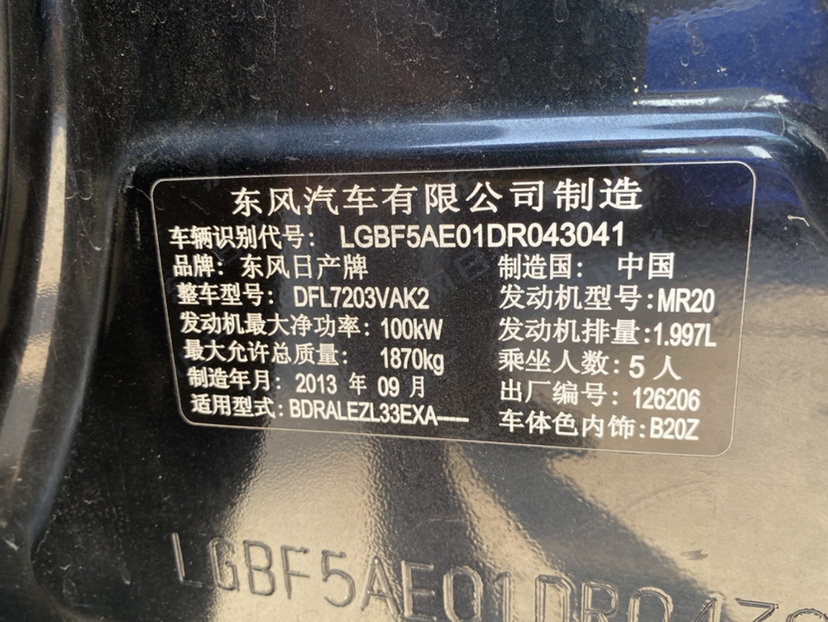 东风汽车有限公司制造
车辆识别代号: LGBF5AE01DR043041
品牌: 东风日产牌 制造国: 中国
整车型号: DFL7203VAK2 发动机型号: MR20
发动机最大净功率: 100kW 发动机排量: 1.997L
最大允许总质量: 1870kg 乘坐人数: 5 人
制造年月: 2013 年 09 月 出厂编号: 126206
适用型式: BDRALEZL33EXA----- 车体色内饰: B20Z
LGBF5AE01DR043